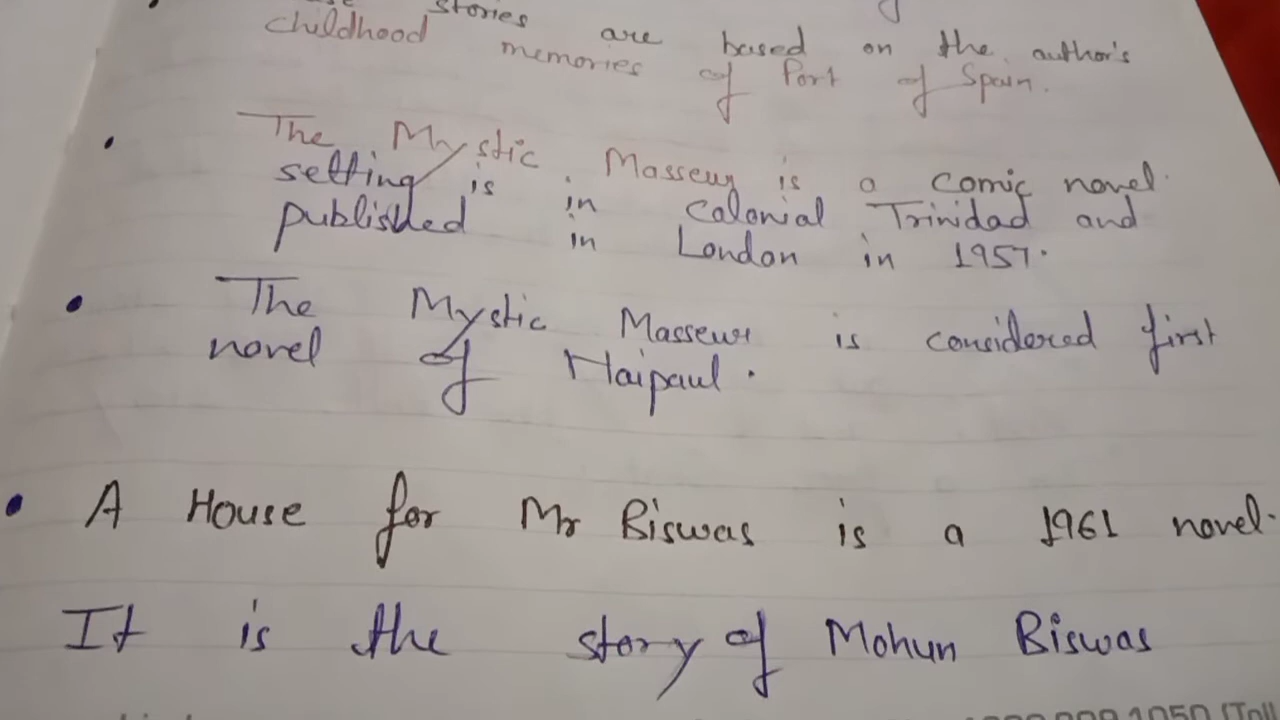 stories are based on the author's
childhood memories of Port of Spain.
The Mystic Masseur is a comic novel.
setting is in colonial Trinidad and
published in London in 1957.
The Mystic Masseur is considered first
novel of Naipaul.
A House for Mr Biswas is a 1961 novel.
It is the story of Mohun Biswas
1050 (Toll